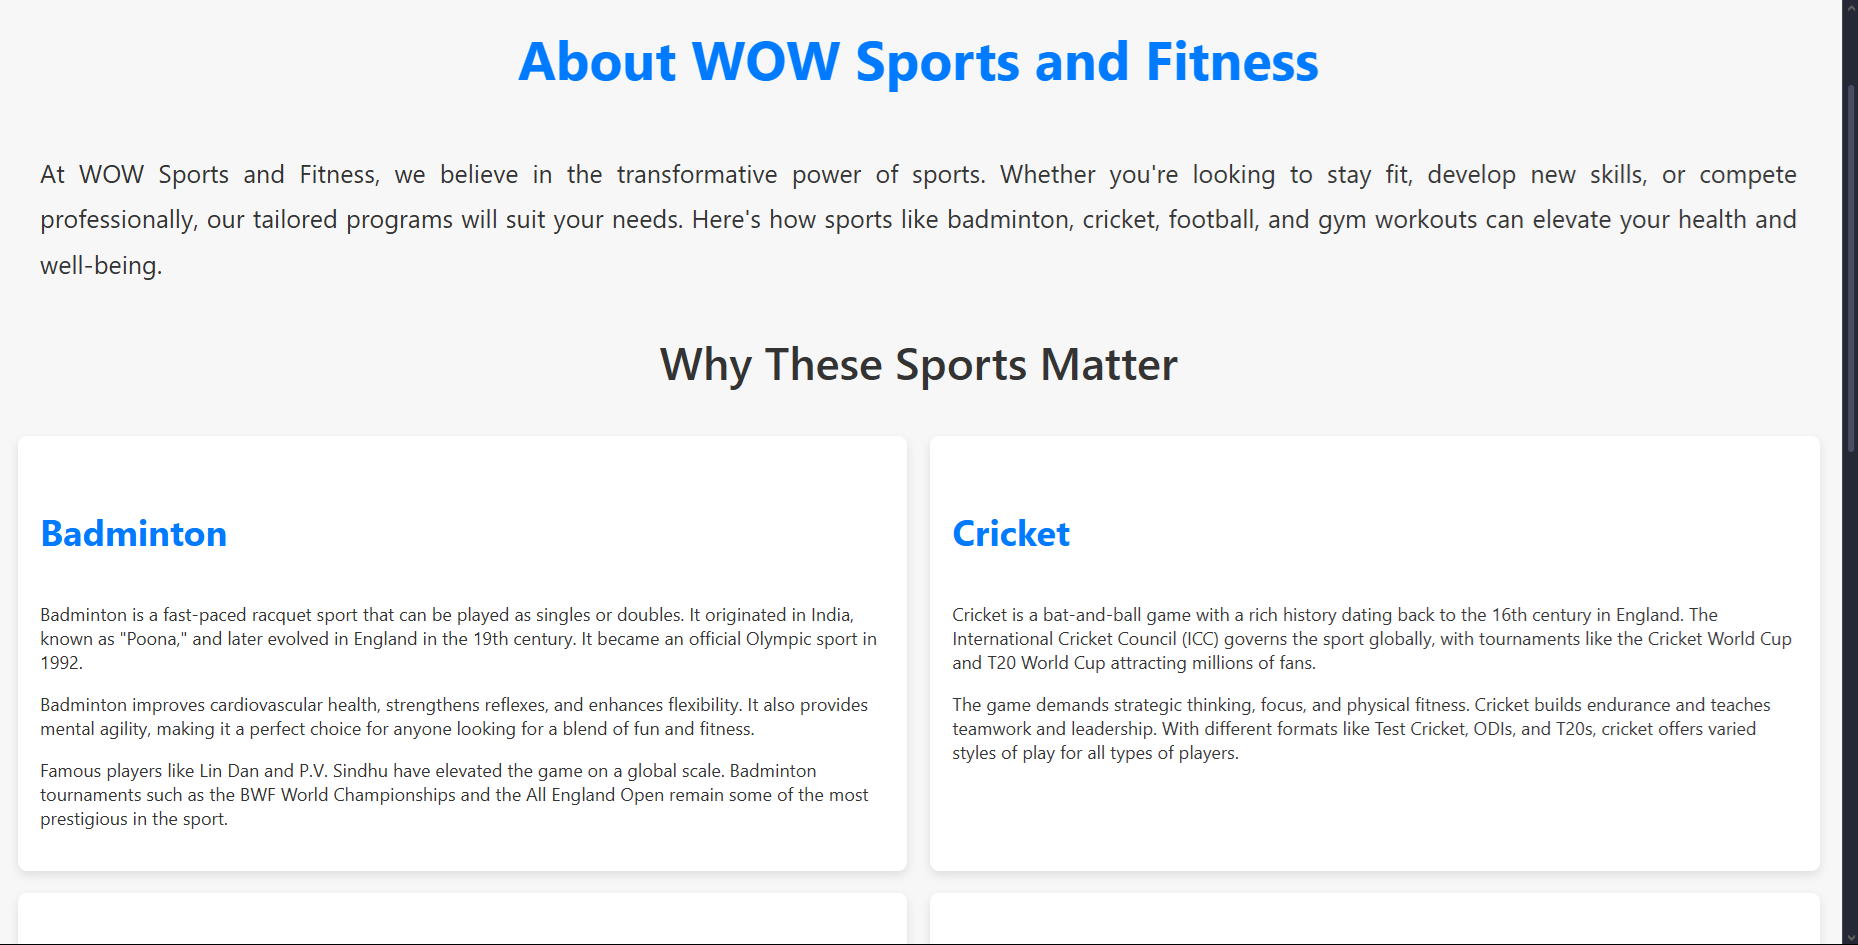 About WOW Sports and Fitness
At WOW Sports and Fitness, we believe in the transformative power of sports. Whether you're looking to stay fit, develop new skills, or compete
professionally, our tailored programs will suit your needs. Here's how sports like badminton, cricket, football, and gym workouts can elevate your health and
well-being.
Why These Sports Matter
Badminton
Badminton is a fast-paced racquet sport that can be played as singles or doubles. It originated in India,
known as "Poona," and later evolved in England in the 19th century. It became an official Olympic sport in
1992.
Badminton improves cardiovascular health, strengthens reflexes, and enhances flexibility. It also provides
mental agility, making it a perfect choice for anyone looking for a blend of fun and fitness.
Famous players like Lin Dan and P.V. Sindhu have elevated the game on a global scale. Badminton
tournaments such as the BWF World Championships and the All England Open remain some of the most
prestigious in the sport.
Cricket
Cricket is a bat-and-ball game with a rich history dating back to the 16th century in England. The
International Cricket Council (ICC) governs the sport globally, with tournaments like the Cricket World Cup
and T20 World Cup attracting millions of fans.
The game demands strategic thinking, focus, and physical fitness. Cricket builds endurance and teaches
teamwork and leadership. With different formats like Test Cricket, ODIs, and T20s, cricket offers varied
styles of play for all types of players.